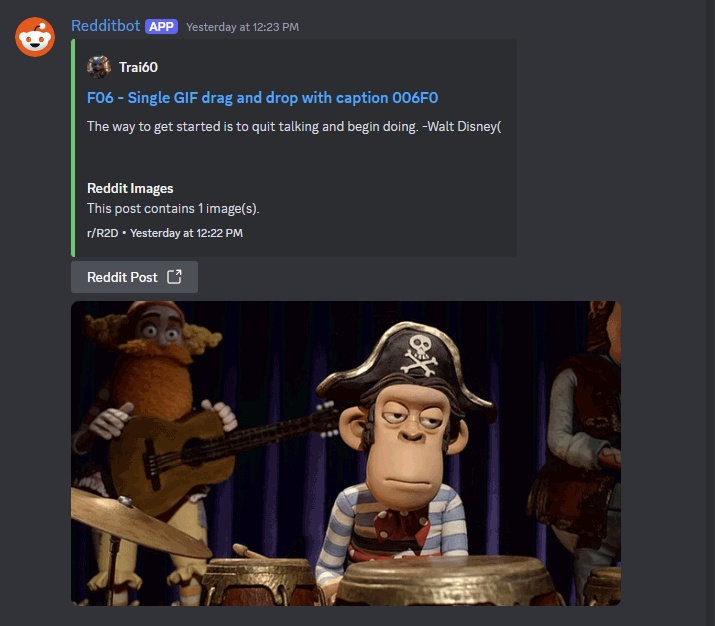 Redditbot APP Yesterday at 12:23 PM
Trai60
F06 - Single GIF drag and drop with caption 006F0
The way to get started is to quit talking and begin doing. -Walt Disney(
Reddit Images
This post contains 1 image(s).
r/R2D • Yesterday at 12:22 PM
Reddit Post